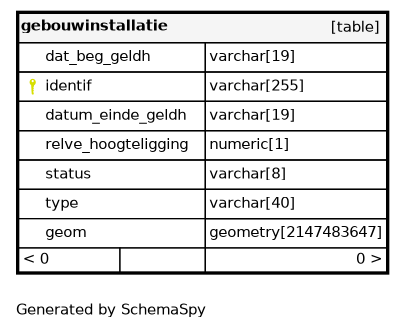 gebouwinstallatie [table]
dat_beg_geldh varchar[19]
identif varchar[255]
datum_einde_geldh varchar[19]
relve_hoogteligging numeric[1]
status varchar[8]
type varchar[40]
geom geometry[2147483647]
< 0 0 >
Generated by SchemaSpy